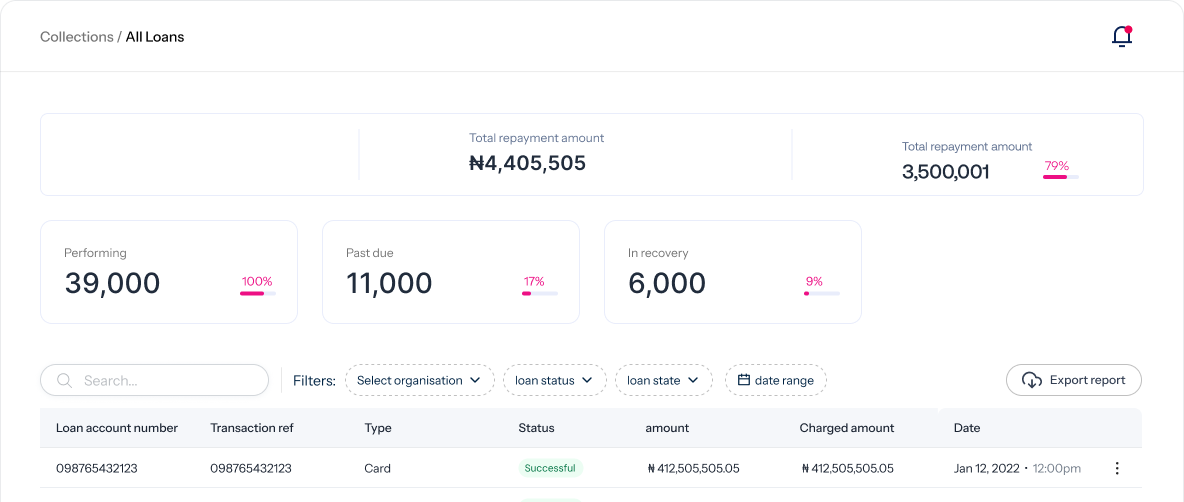 Collections / All Loans
Total repayment amount
₦4,405,505
Total repayment amount
3,500,001
79%
Performing
39,000
100%
Past due
11,000
17%
In recovery
6,000
9%
Search...
Filters:
Select organisation
loan status
loan state
date range
Export report
Loan account number Transaction ref Type Status amount Charged amount Date
098765432123 098765432123 Card Successful ₦ 412,505,505.05 ₦ 412,505,505.05 Jan 12, 2022 • 12:00pm